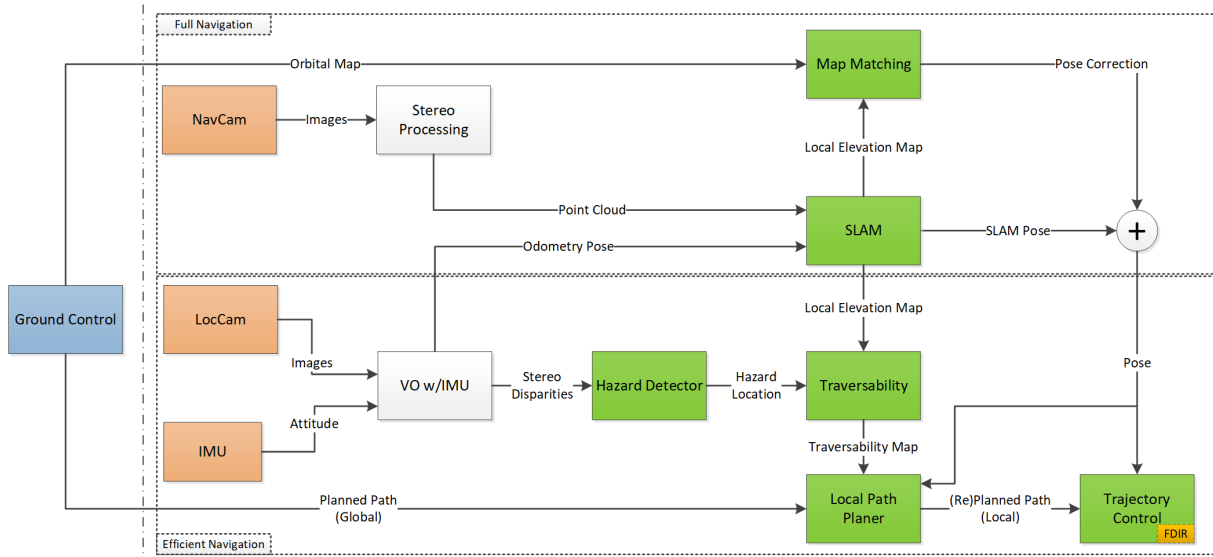 Full Navigation
Orbital Map
Map Matching
Pose Correction
NavCam
Images
Stereo
Processing
Local Elevation Map
Point Cloud
SLAM
SLAM Pose
+
Odometry Pose
Ground Control
LocCam
Local Elevation Map
Images
VO w/IMU
Stereo
Disparities
Hazard Detector
Hazard
Location
Traversability
Pose
Attitude
IMU
Traversability Map
Planned Path
(Global)
Local Path
Planer
(Re)Planned Path
(Local)
Trajectory
Control
FDIR
Efficient Navigation